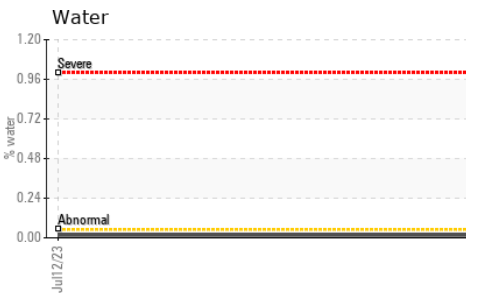 Water
1.20
Severe
0.96
0.72
% water
0.48
0.24
Abnormal
0.00
Jul12/23